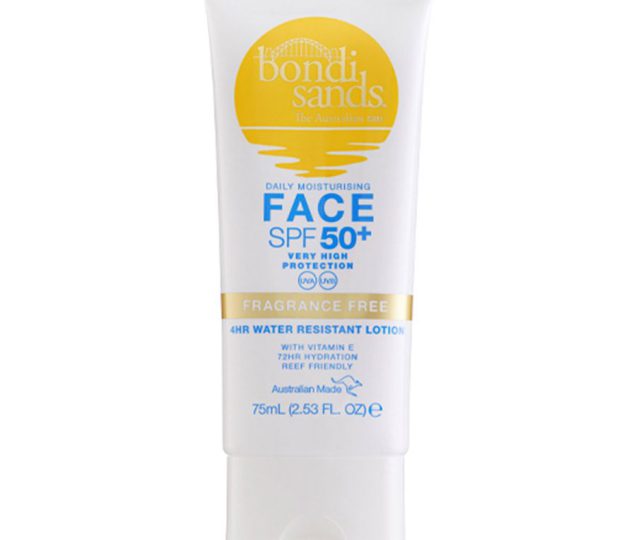 bondi
sands.
The Australian tan
DAILY MOISTURISING
FACE
SPF 50+
VERY HIGH
PROTECTION
UVA UVB
FRAGRANCE FREE
4HR WATER RESISTANT LOTION
WITH VITAMIN E
72HR HYDRATION
REEF FRIENDLY
Australian Made
75mL (2.53 FL. OZ) e